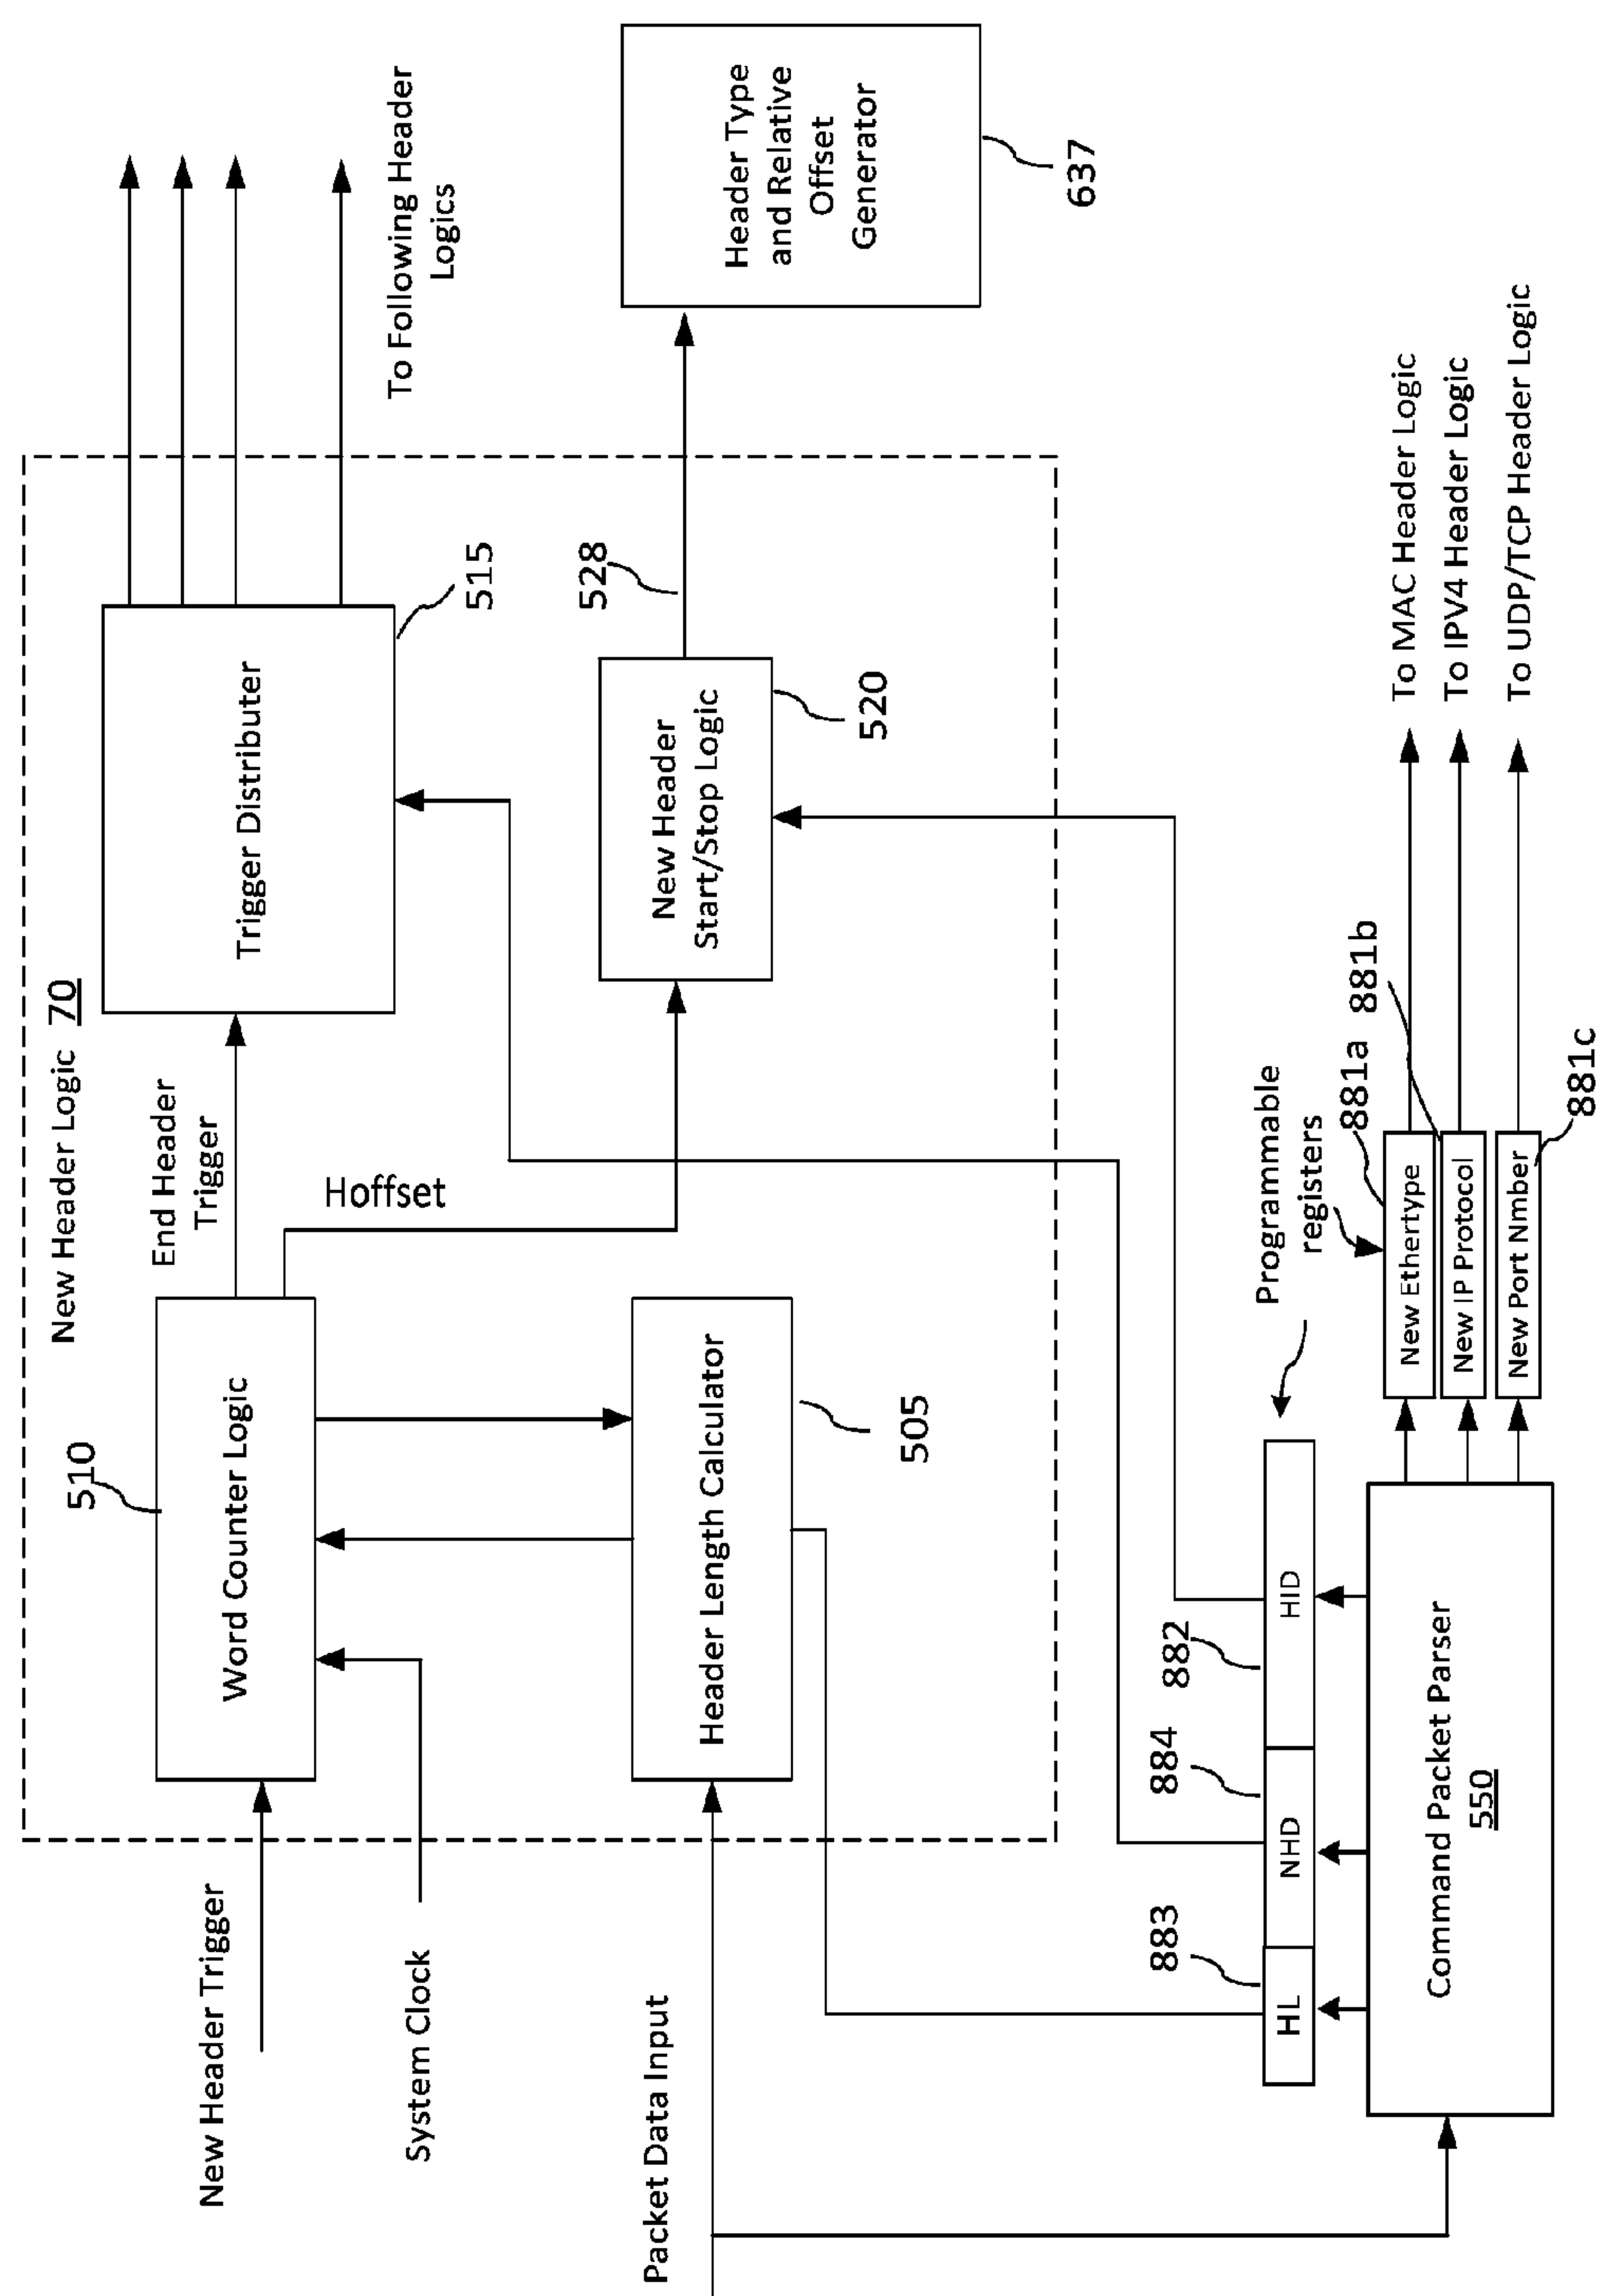 New Header Logic 70
New Header Trigger
510
Word Counter Logic
End Header
Trigger
Trigger Distributer
515
To Following Header
Logics
System Clock
Hoffset
528
Packet Data Input
Header Length Calculator
505
New Header
Start/Stop Logic
520
Header Type
and Relative
Offset
Generator
637
883
884
882
HL
NHD
HID
Programmable
registers
881a
881b
881c
New Ethertype
New IP Protocol
New Port Nmber
To MAC Header Logic
To IPV4 Header Logic
To UDP/TCP Header Logic
Command Packet Parser
550